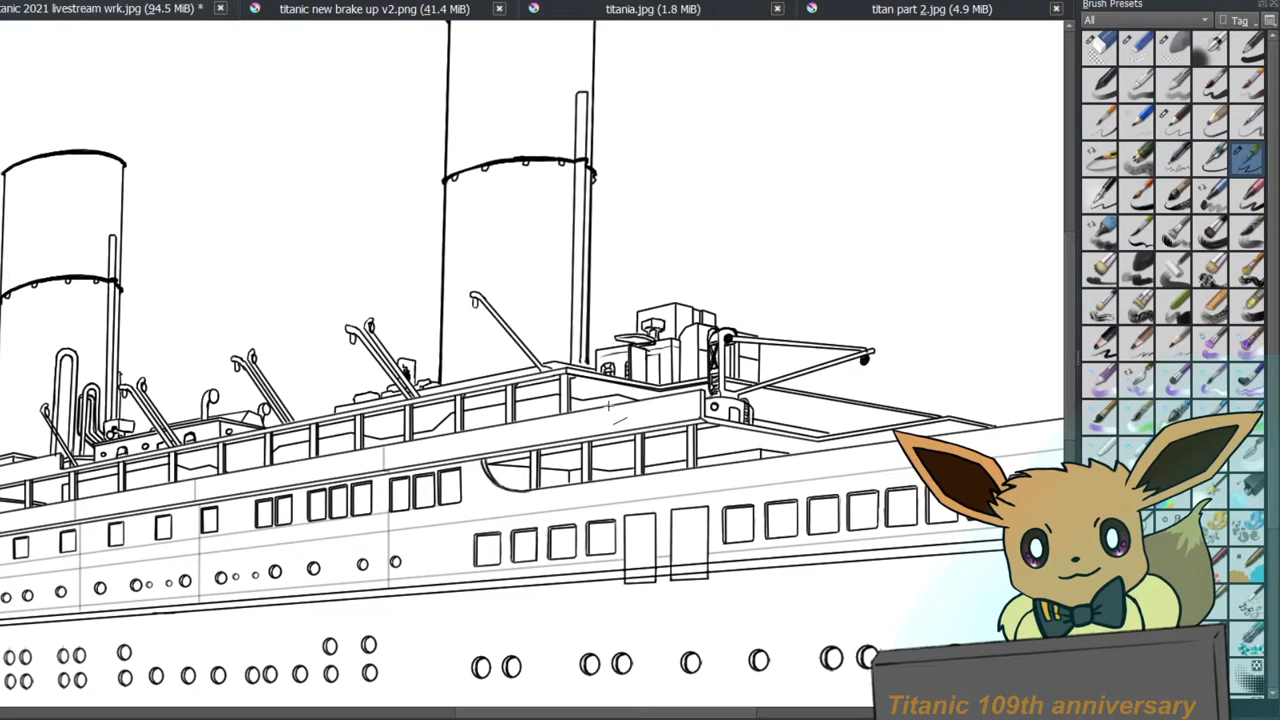 tanic 2021 livestream wrk.jpg (94.5 MiB) *
titanic new brake up v2.png (41.4 MiB)
titania.jpg (1.8 MiB)
titan part 2.jpg (4.9 MiB)
Brush Presets
All
Tag
Titanic 109th anniversary